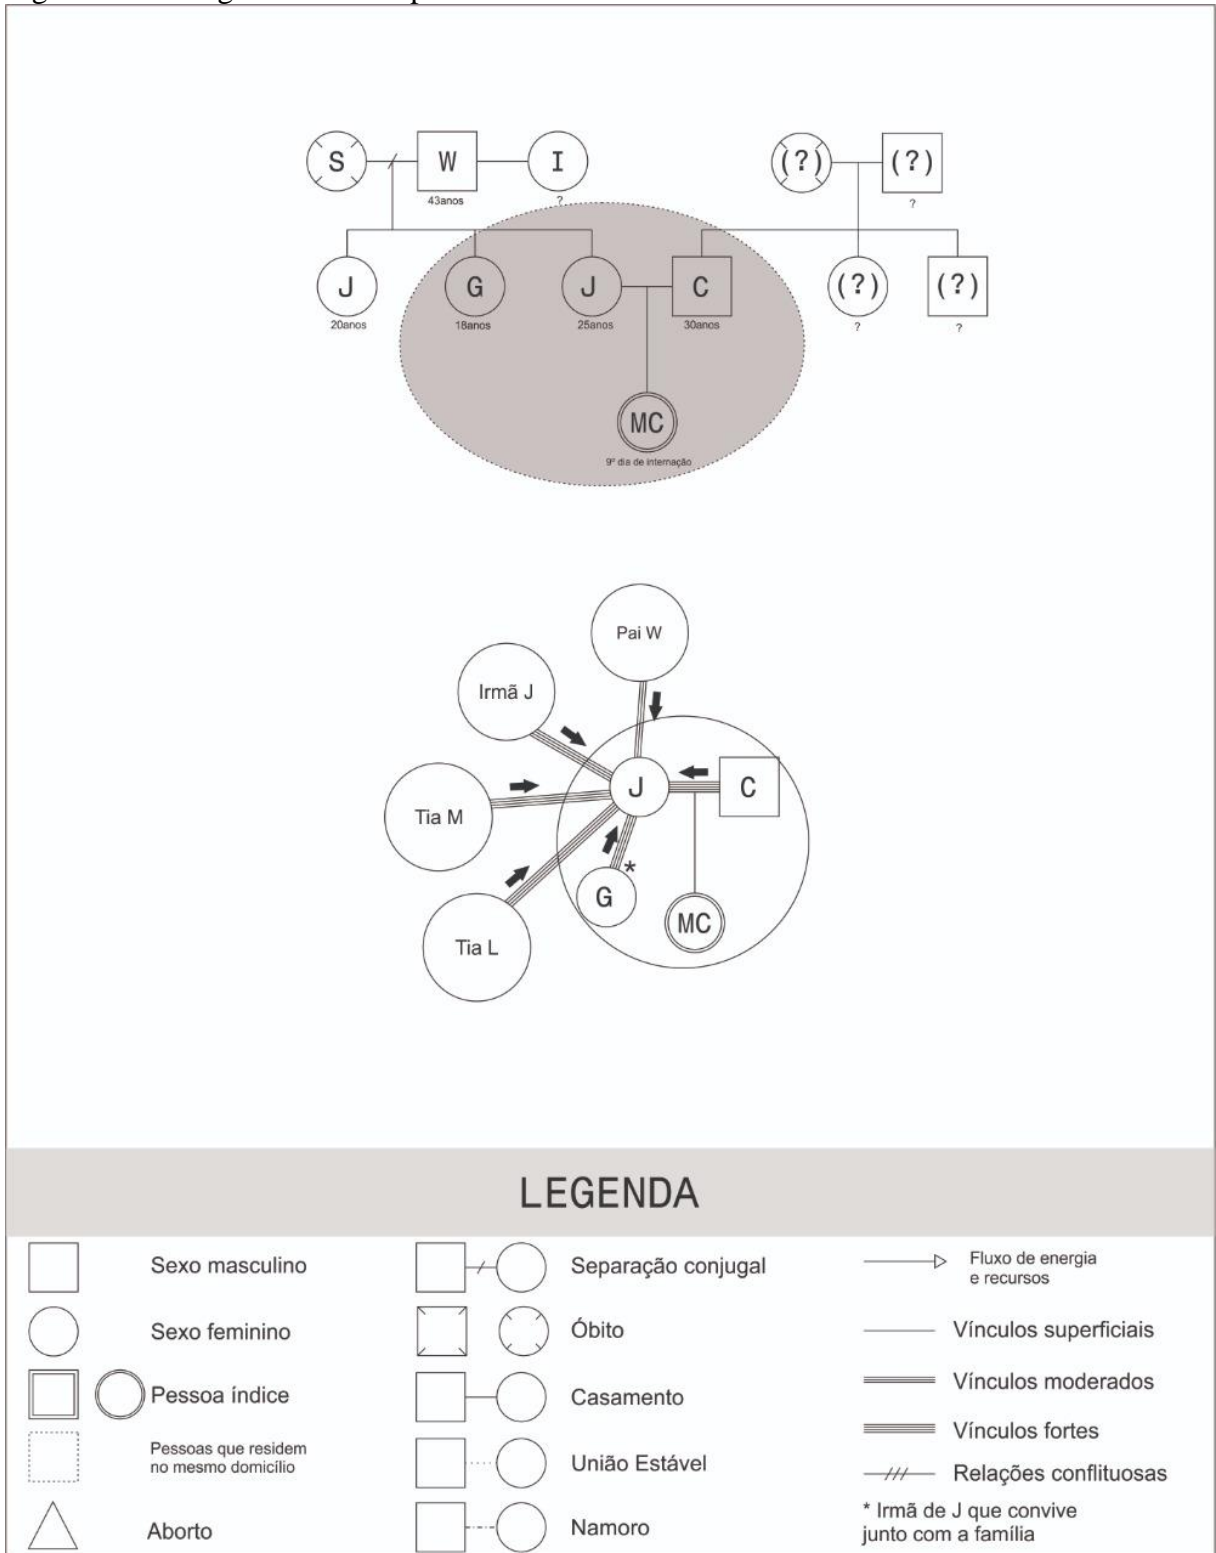 S
W
I
(?)
(?)
43anos
?
?
J
G
J
C
(?)
(?)
20anos
18anos
25anos
30anos
?
?
MC
9º dia de internação
Pai W
Irmã J
J
C
Tia M
*
G
MC
Tia L
LEGENDA
Sexo masculino
Sexo feminino
Pessoa índice
Pessoas que residem
no mesmo domicílio
Aborto
Separação conjugal
Óbito
Casamento
União Estável
Namoro
Fluxo de energia
e recursos
Vínculos superficiais
Vínculos moderados
Vínculos fortes
Relações conflituosas
* Irmã de J que convive
junto com a família